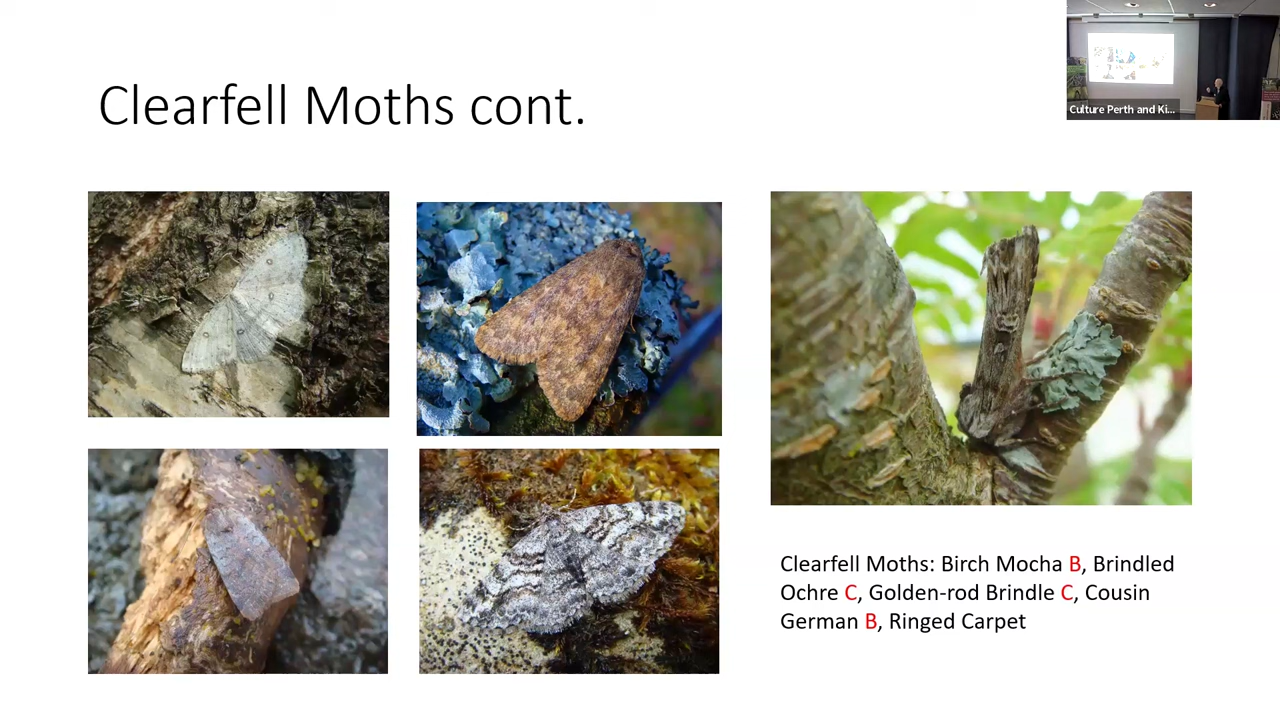 Clearfell Moths cont.
Culture Perth and Ki...
Clearfell Moths: Birch Mocha B, Brindled
Ochre C, Golden-rod Brindle C, Cousin
German B, Ringed Carpet